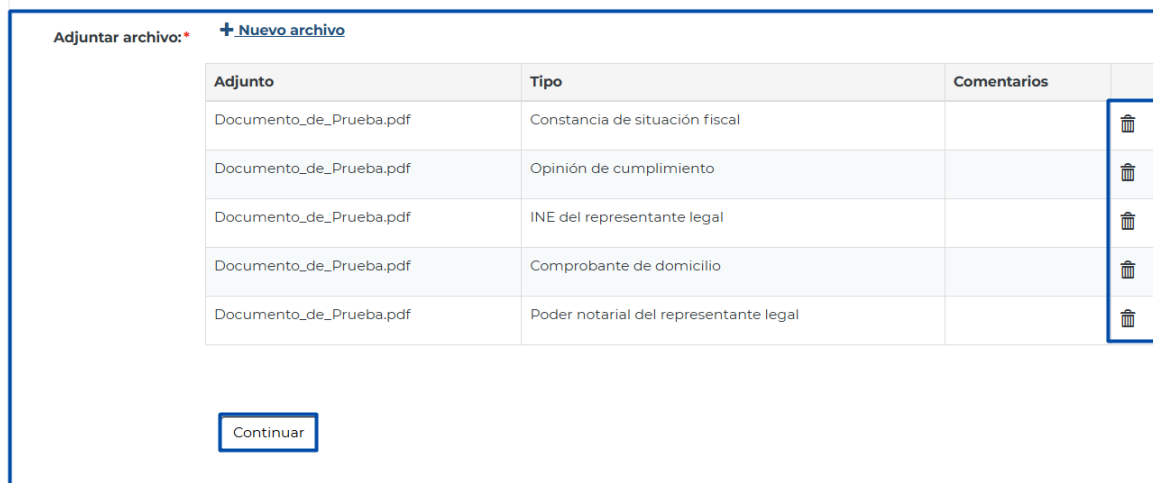 Adjuntar archivo:* + Nuevo archivo
Adjunto Tipo Comentarios
Documento_de_Prueba.pdf Constancia de situación fiscal
Documento_de_Prueba.pdf Opinión de cumplimiento
Documento_de_Prueba.pdf INE del representante legal
Documento_de_Prueba.pdf Comprobante de domicilio
Documento_de_Prueba.pdf Poder notarial del representante legal
Continuar